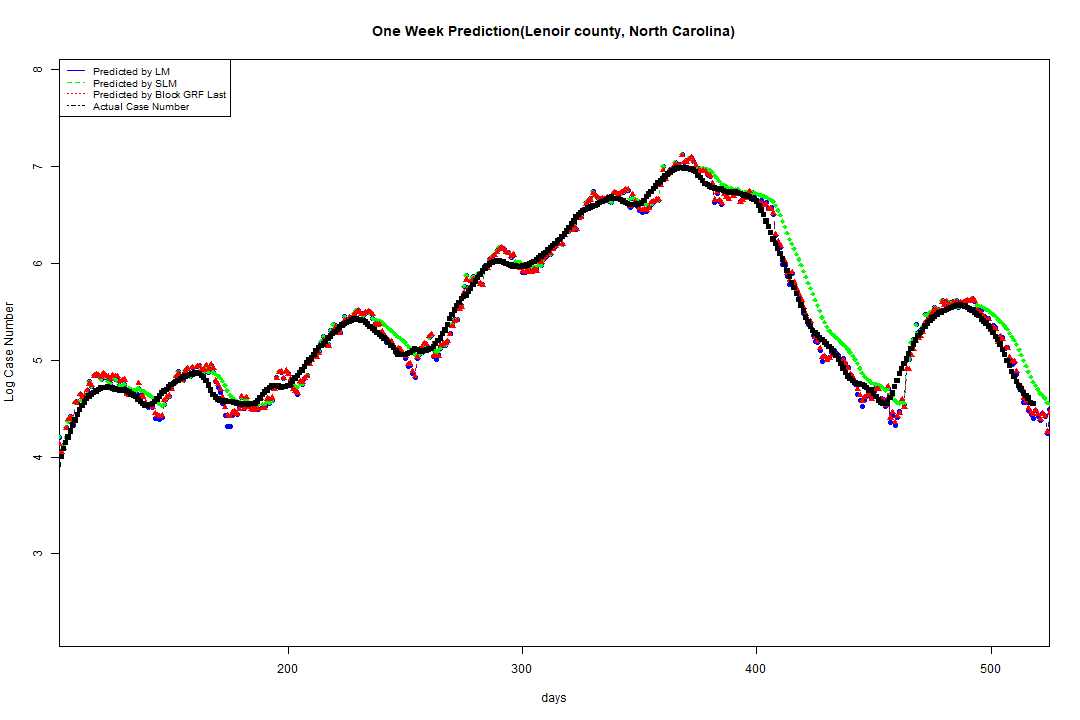 One Week Prediction(Lenoir county, North Carolina)
Predicted by LM
Predicted by SLM
Predicted by Block GRF Last
Actual Case Number
8
7
6
5
4
3
Log Case Number
200 300 400 500
days